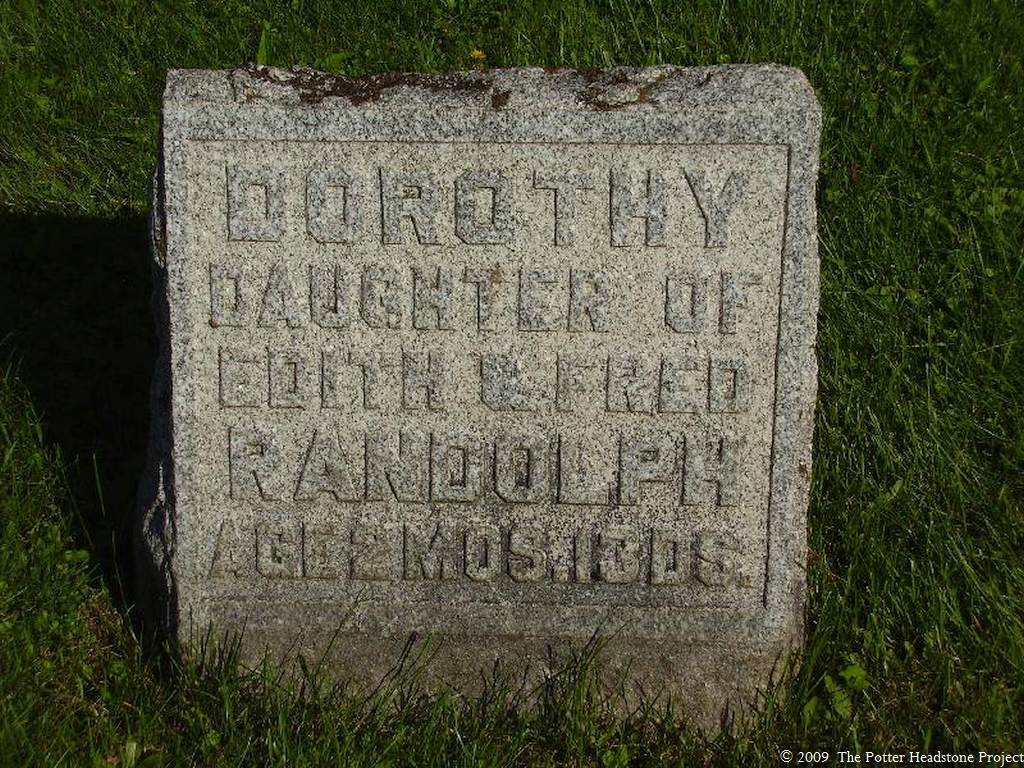 DOROTHY
DAUGHTER OF
EDITH & FRED
RANDOLPH
AGE 2 MOS. 13 DS.
© 2009 The Potter Headstone Project